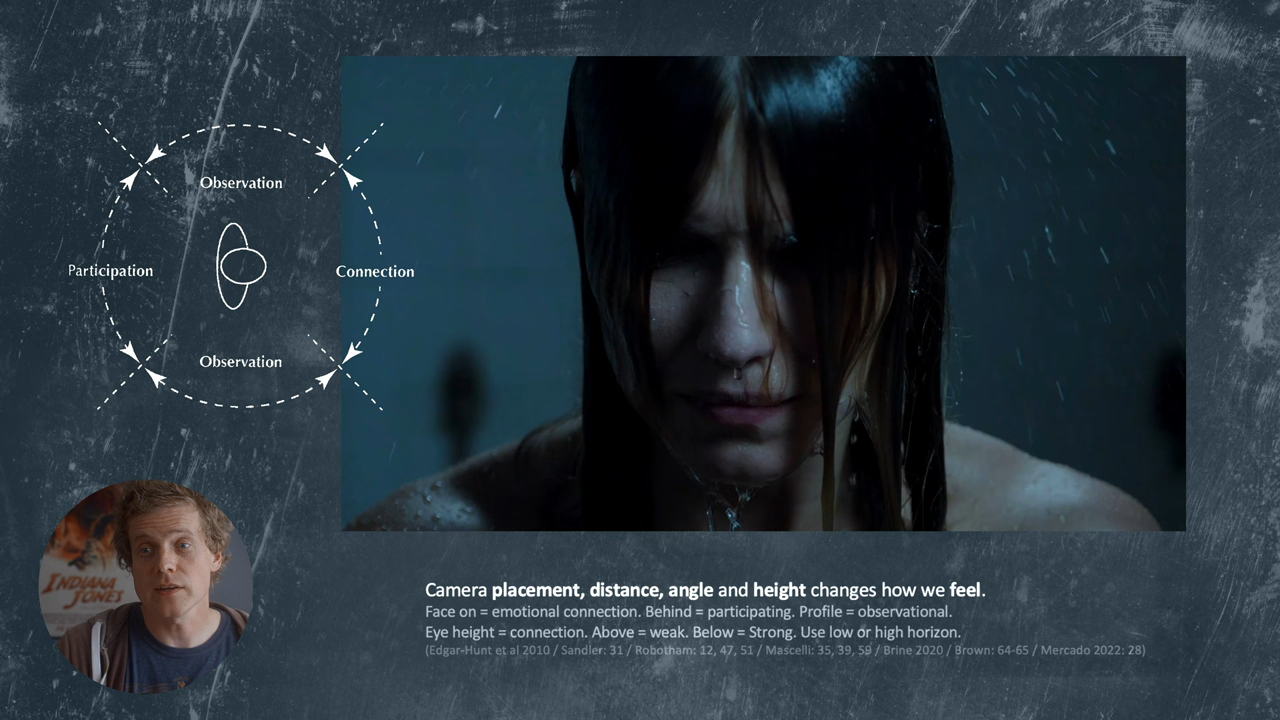 Observation
Participation
Connection
Observation
INDIANA
JONES
Camera placement, distance, angle and height changes how we feel.
Face on = emotional connection. Behind = participating. Profile = observational.
Eye height = connection. Above = weak. Below = Strong. Use low or high horizon.
(Edgar-Hunt et al 2010 / Sandler: 31 / Robotham: 12, 47, 51 / Mascelli: 35, 39, 59 / Brine 2020 / Brown: 64-65 / Mercado 2022: 28)